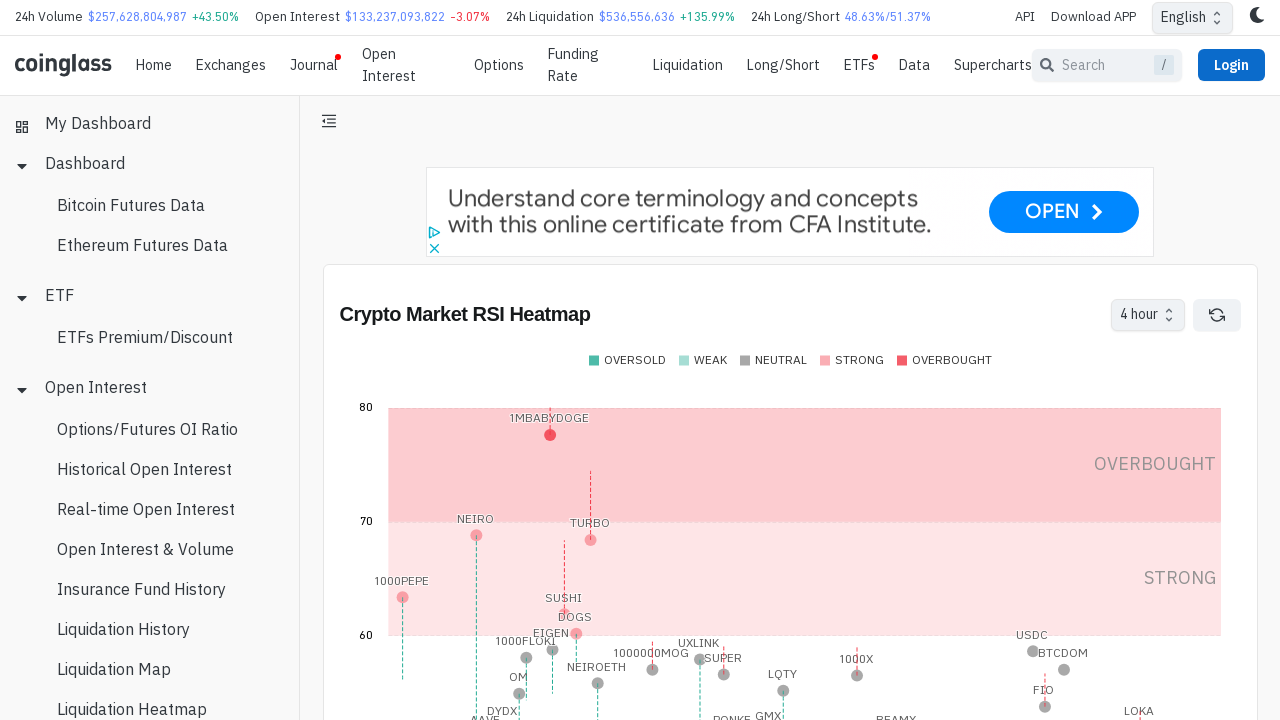 24h Volume $257,628,804,987 +43.50% Open Interest $133,237,093,822 -3.07% 24h Liquidation $536,556,636 +135.99% 24h Long/Short 48.63%/51.37% API Download APP English
coinglass Home Exchanges Journal Open Interest Options Funding Rate Liquidation Long/Short ETFs Data Supercharts Search / Login
My Dashboard
Dashboard
Bitcoin Futures Data
Ethereum Futures Data
ETF
ETFs Premium/Discount
Open Interest
Options/Futures OI Ratio
Historical Open Interest
Real-time Open Interest
Open Interest & Volume
Insurance Fund History
Liquidation History
Liquidation Map
Liquidation Heatmap
Understand core terminology and concepts
with this online certificate from CFA Institute.
OPEN
Crypto Market RSI Heatmap
4 hour
OVERSOLD WEAK NEUTRAL STRONG OVERBOUGHT
80
1MBABYDOGE
OVERBOUGHT
70
NEIRO TURBO
STRONG
1000PEPE
SUSHI
DOGS
60
EIGEN USDC
1000FLOKI UXLINK
1000000MOG BTCDOM
SUPER 1000X
NEIROETH
OM LQTY
FIO
DYDX LOKA
GMX
AAVE PONKE BEAMX